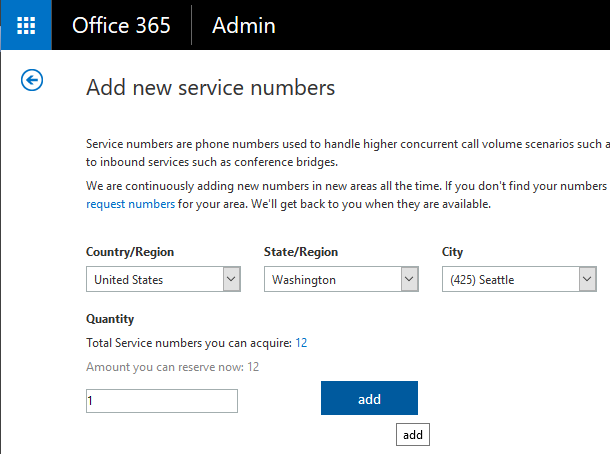 Office 365 Admin
Add new service numbers
Service numbers are phone numbers used to handle higher concurrent call volume scenarios such a
to inbound services such as conference bridges.
We are continuously adding new numbers in new areas all the time. If you don't find your numbers
request numbers for your area. We'll get back to you when they are available.
Country/Region State/Region City
United States Washington (425) Seattle
Quantity
Total Service numbers you can acquire: 12
Amount you can reserve now: 12
1 add
add